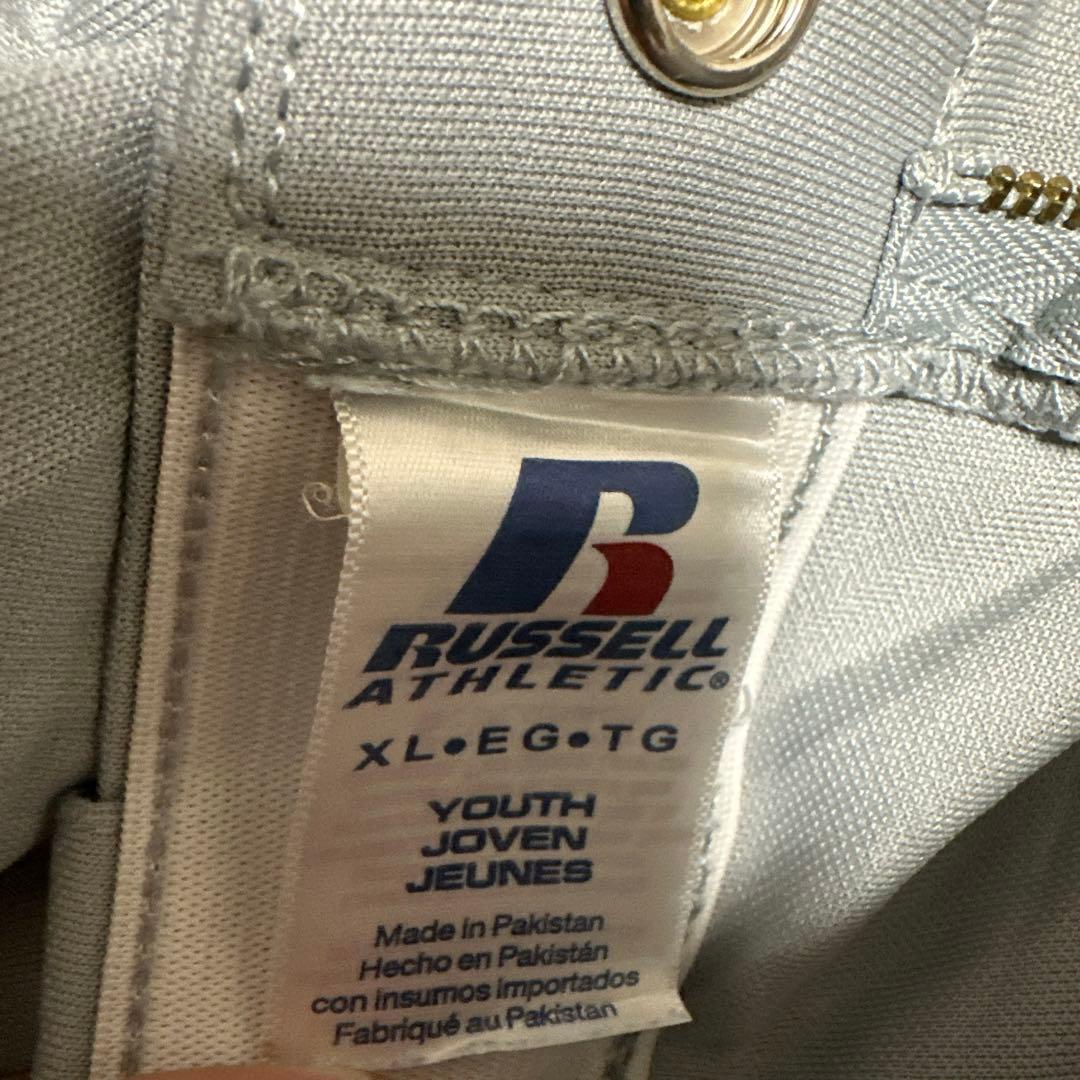 RUSSELL
ATHLETIC®
XL•EG•TG
YOUTH
JOVEN
JEUNES
Made in Pakistan
Hecho en Pakistán
con insumos importados
Fabriqué au Pakistan